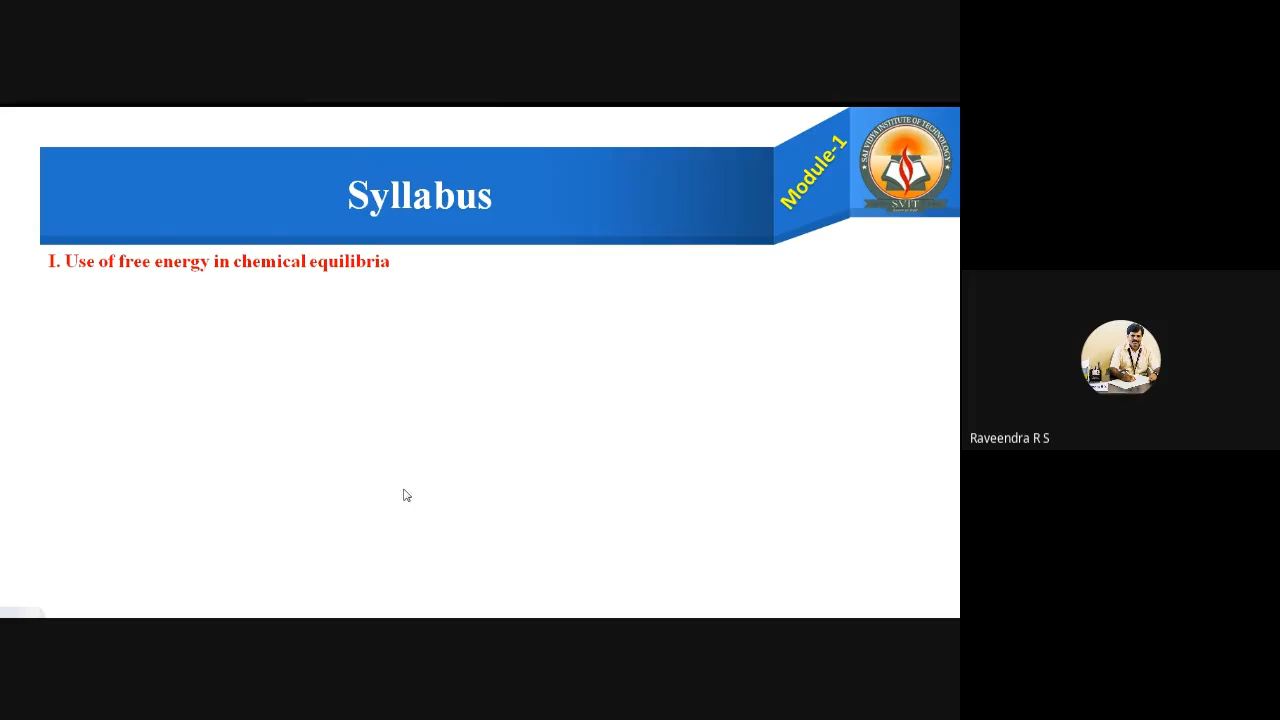 Syllabus
Module-1
SAI VIDYA INSTITUTE OF TECHNOLOGY
SVIT
I. Use of free energy in chemical equilibria
Raveendra R S